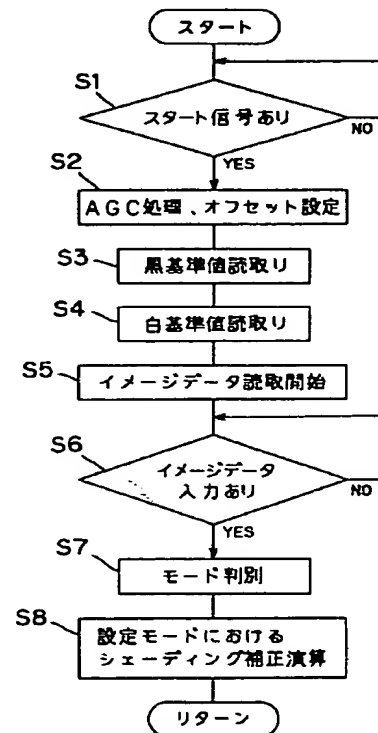 スタート
S1
スタート信号あり
NO
YES
S2
AGC処理、オフセット設定
S3
黒基準値読取り
S4
白基準値読取り
S5
イメージデータ読取開始
S6
イメージデータ
入力あり
NO
YES
S7
モード判別
S8
設定モードにおける
シェーディング補正演算
リターン